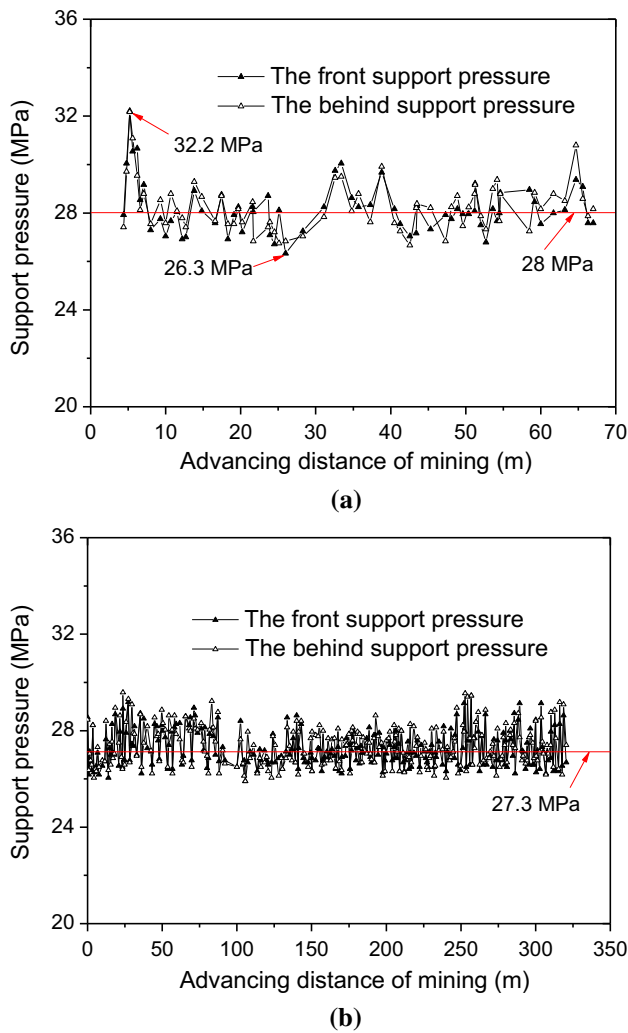 36
32
28
24
20
Support pressure (MPa)
The front support pressure
The behind support pressure
32.2 MPa
26.3 MPa
28 MPa
0 10 20 30 40 50 60 70
Advancing distance of mining (m)
(a)
36
32
28
24
20
Support pressure (MPa)
The front support pressure
The behind support pressure
27.3 MPa
0 50 100 150 200 250 300 350
Advancing distance of mining (m)
(b)